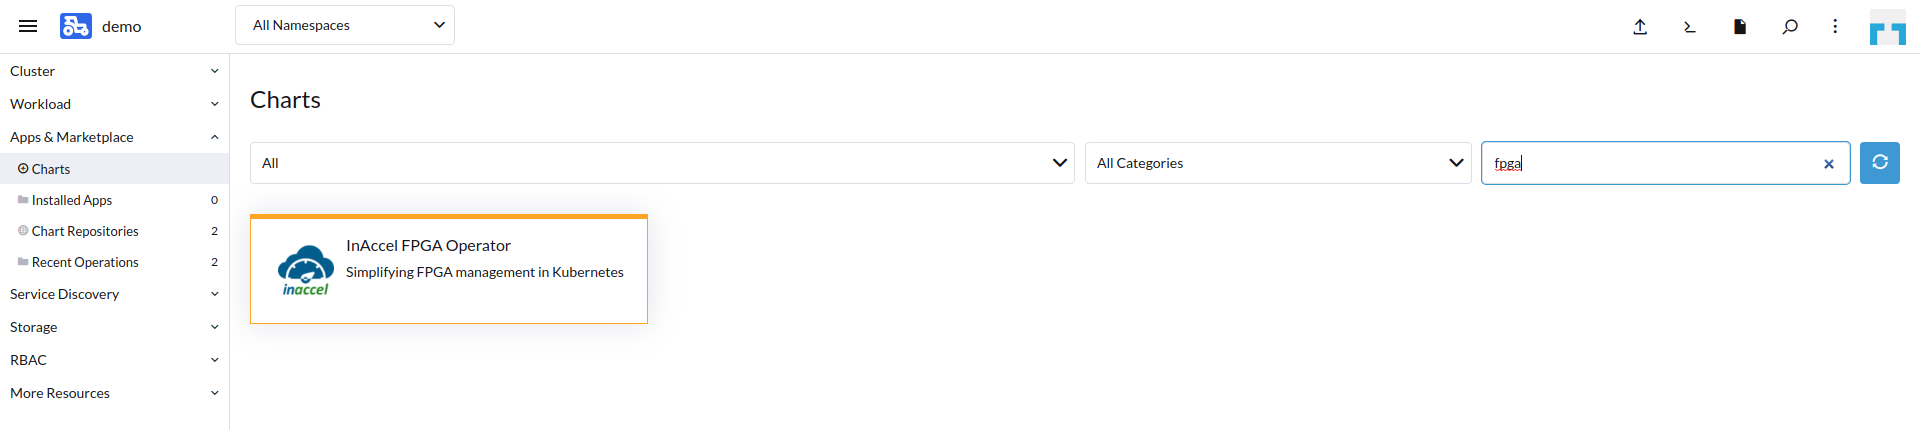 demo
All Namespaces
Cluster
Workload
Apps & Marketplace
Charts
Installed Apps 0
Chart Repositories 2
Recent Operations 2
Service Discovery
Storage
RBAC
More Resources
Charts
All
All Categories
fpga
InAccel FPGA Operator
Simplifying FPGA management in Kubernetes
inaccel